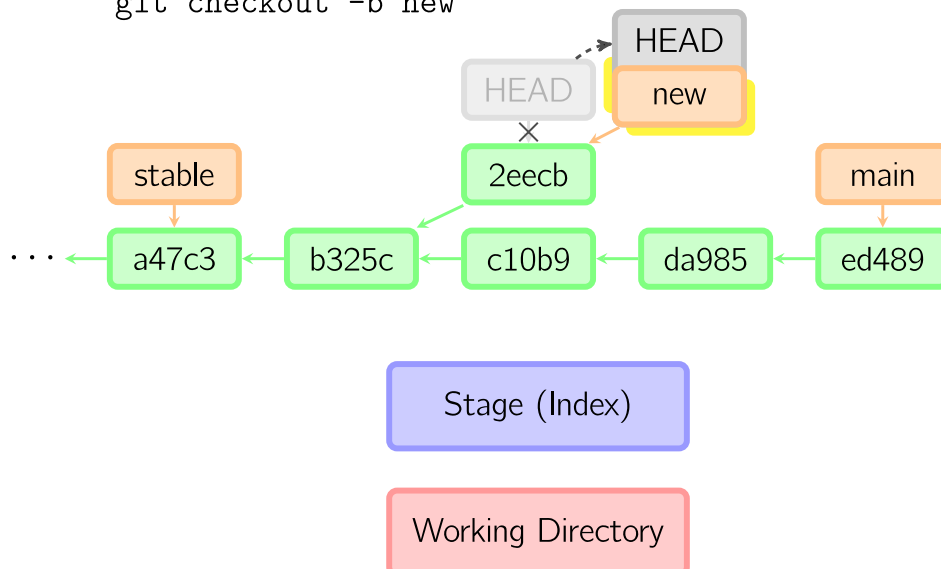 git checkout -b new
HEAD
HEAD
new
stable
2eecb
main
...
a47c3
b325c
c10b9
da985
ed489
Stage (Index)
Working Directory